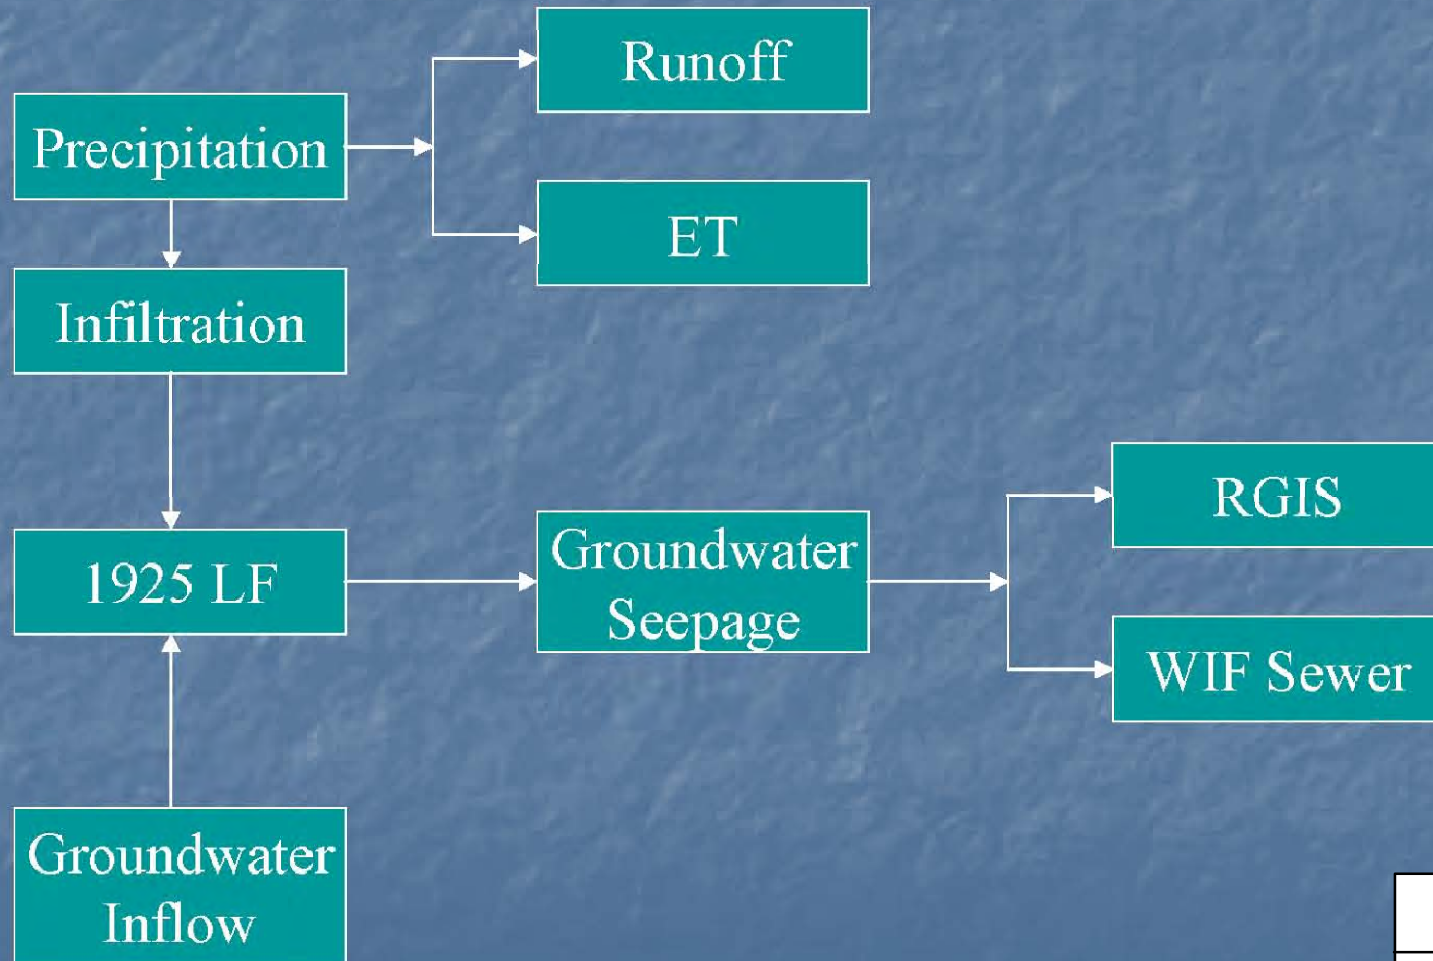 Runoff
Precipitation
ET
Infiltration
RGIS
1925 LF
Groundwater
Seepage
WIF Sewer
Groundwater
Inflow